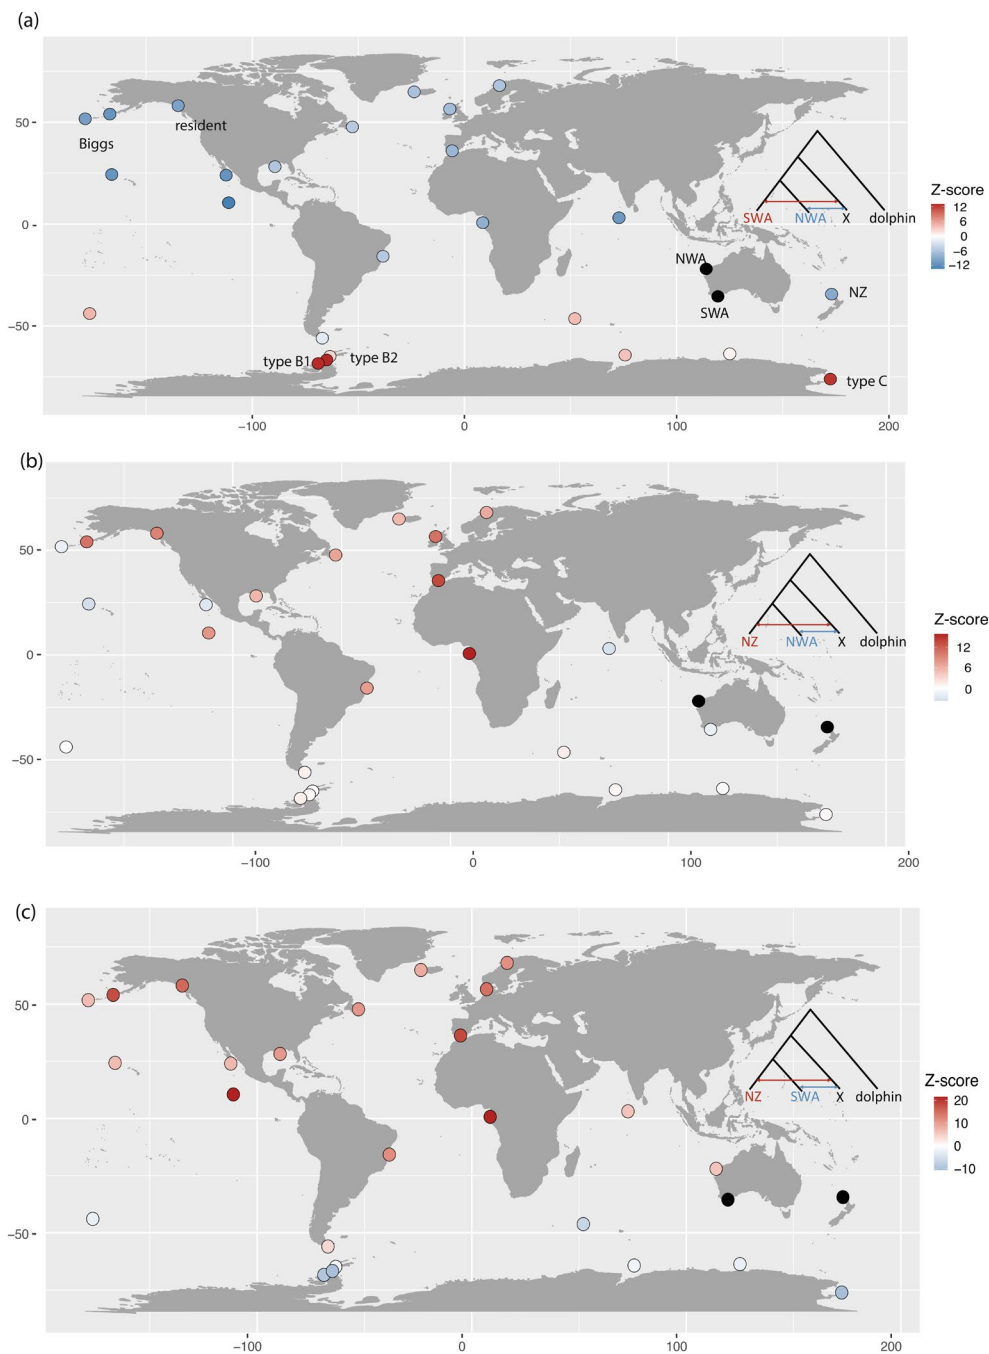 (a)
50
0
−50
−100
0
100
200
Biggs
resident
NWA
SWA
NZ
type B1
type B2
type C
SWA NWA X dolphin
Z-score
12
6
0
−6
−12
(b)
50
0
−50
−100
0
100
200
NZ NWA X dolphin
Z-score
12
6
0
(c)
50
0
−50
−100
0
100
200
NZ SWA X dolphin
Z-score
20
10
0
−10